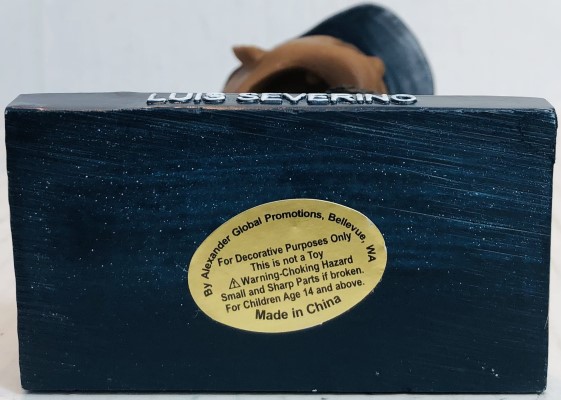 LUIS SEVERINO
By Alexander Global Promotions, Bellevue, WA
For Decorative Purposes Only
This is not a Toy
⚠Warning-Choking Hazard
Small and Sharp Parts if broken.
For Children Age 14 and above.
Made in China